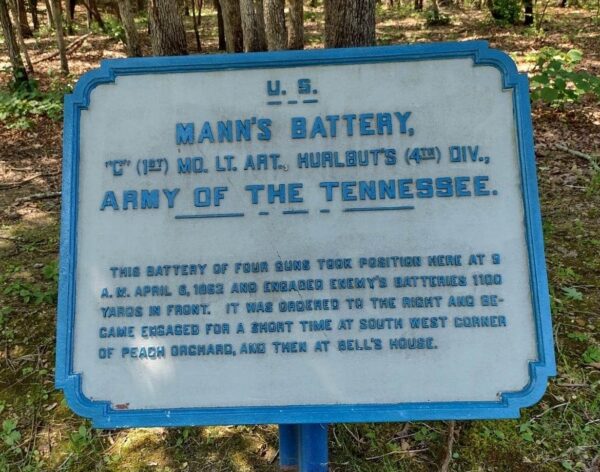 U. S.
MANN'S BATTERY,
"C" (1ST) MO. LT. ART., HURLBUT'S (4TH) DIV.,
ARMY OF THE TENNESSEE.
THIS BATTERY OF FOUR GUNS TOOK POSITION HERE AT 9
A. M. APRIL 6, 1862 AND ENGAGED ENEMY'S BATTERIES 1100
YARDS IN FRONT. IT WAS ORDERED TO THE RIGHT AND BE-
CAME ENGAGED FOR A SHORT TIME AT SOUTH WEST CORNER
OF PEACH ORCHARD, AND THEN AT BELL'S HOUSE.